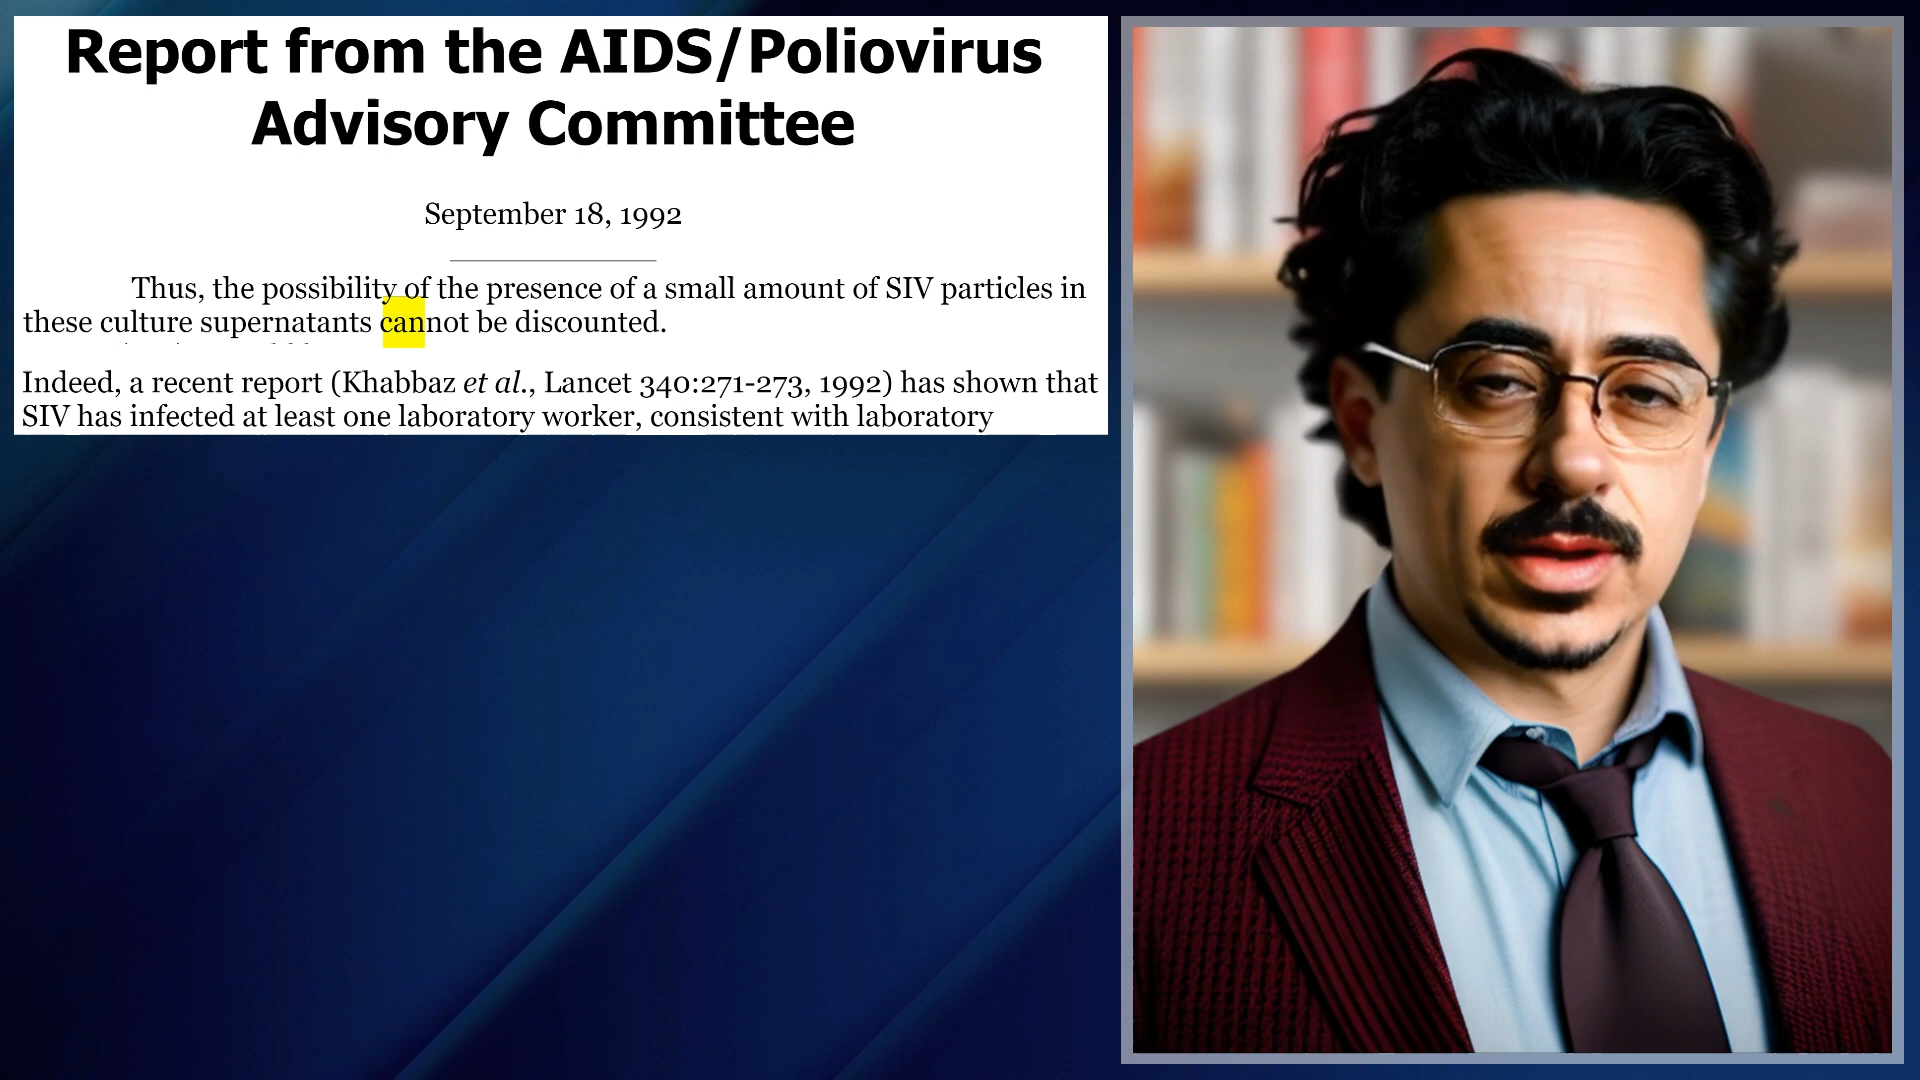 Report from the AIDS/Poliovirus
Advisory Committee
September 18, 1992
Thus, the possibility of the presence of a small amount of SIV particles in
these culture supernatants cannot be discounted.
Indeed, a recent report (Khabbaz et al., Lancet 340:271-273, 1992) has shown that
SIV has infected at least one laboratory worker, consistent with laboratory